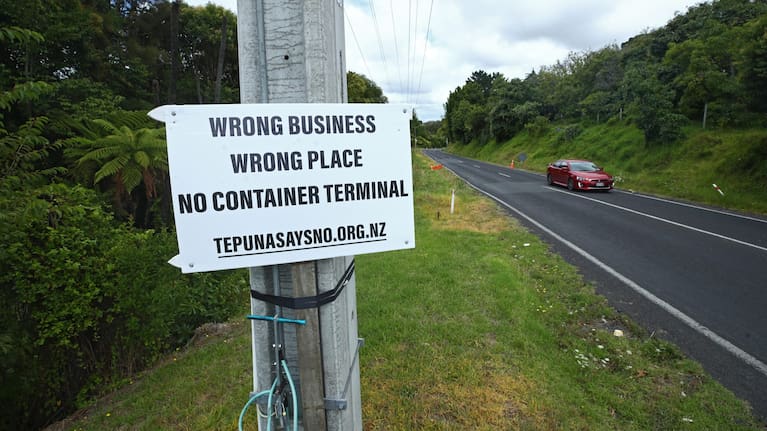 WRONG BUSINESS
WRONG PLACE
NO CONTAINER TERMINAL
TEPUNASAYSNO.ORG.NZ